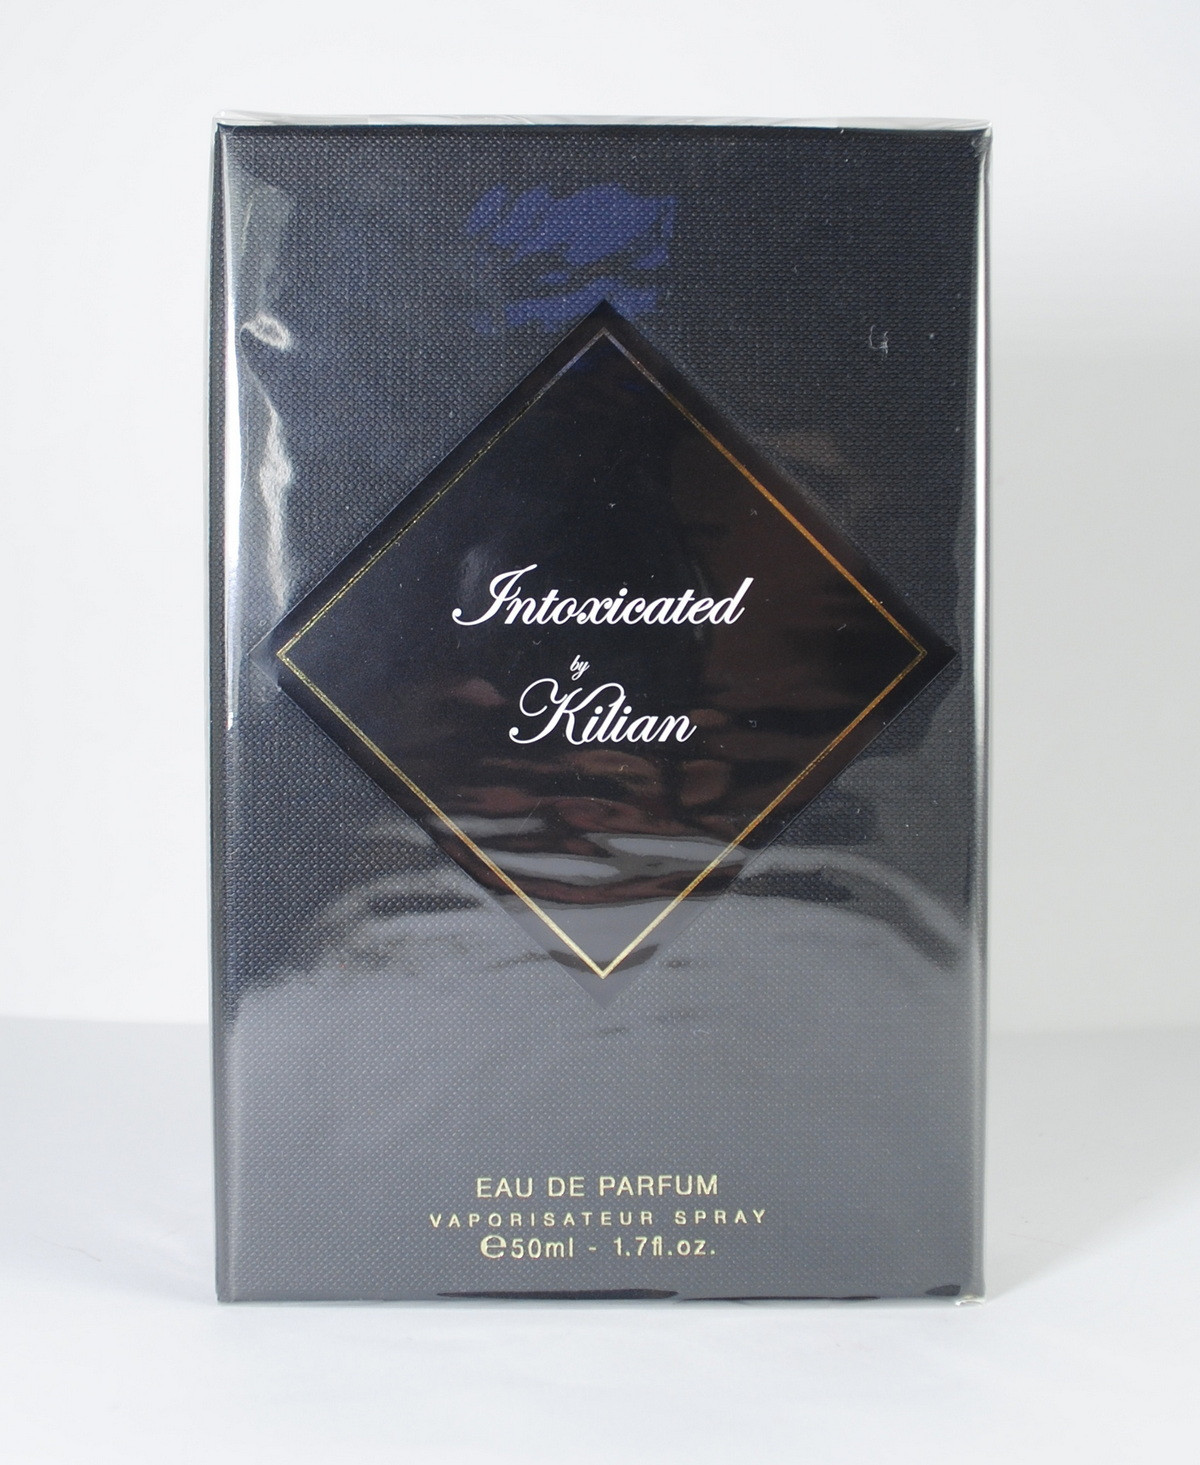 Intoxicated
by
Kilian
EAU DE PARFUM
VAPORISATEUR SPRAY
℮50ml - 1.7fl.oz.